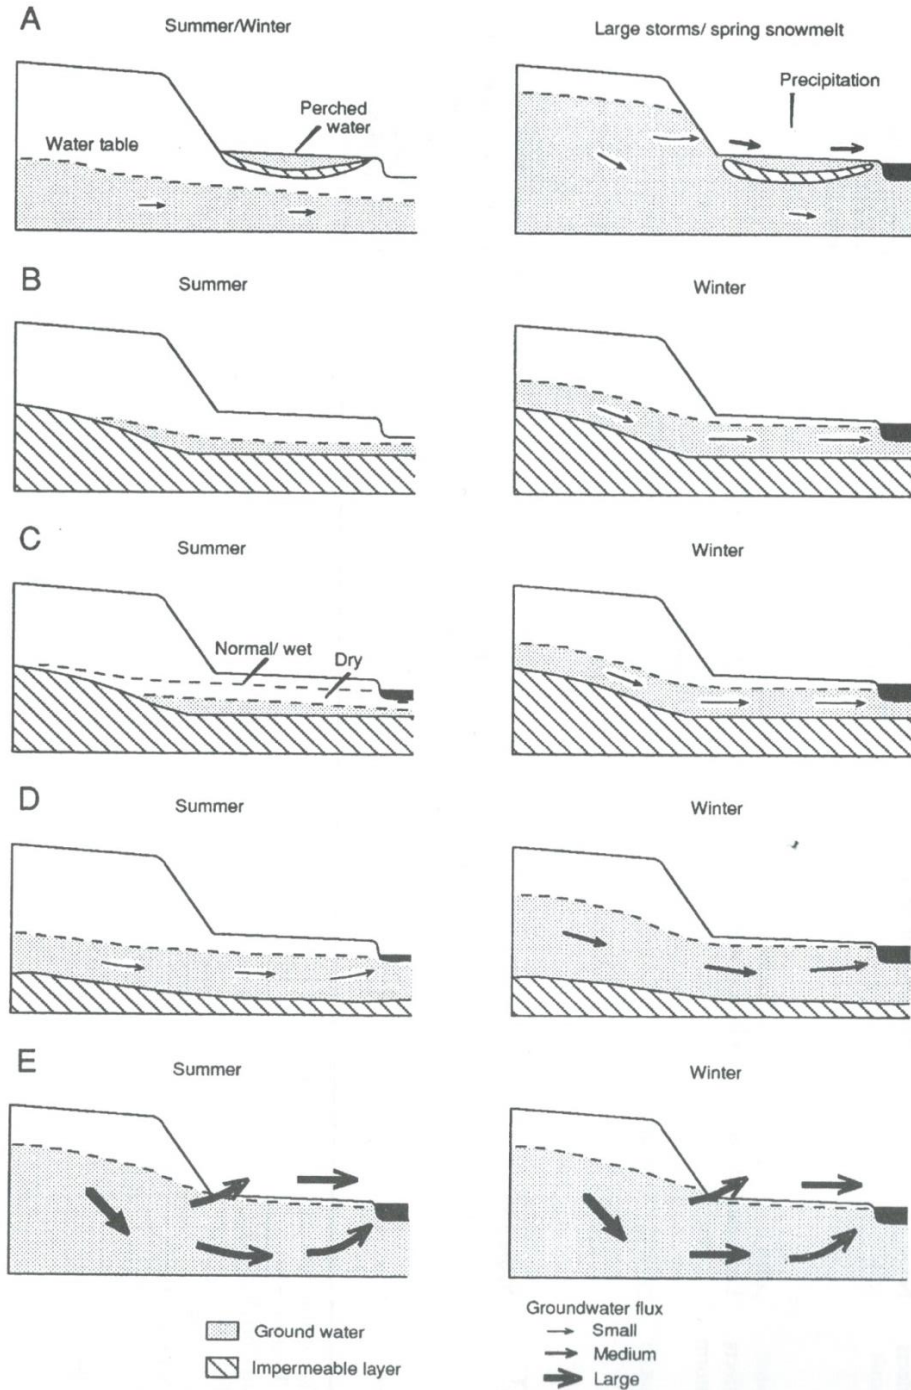 A
Summer/Winter
Large storms/ spring snowmelt
Perched
water
Water table
Precipitation
B
Summer
Winter
C
Summer
Winter
Normal/ wet
Dry
D
Summer
Winter
E
Summer
Winter
Ground water
Impermeable layer
Groundwater flux
Small
Medium
Large